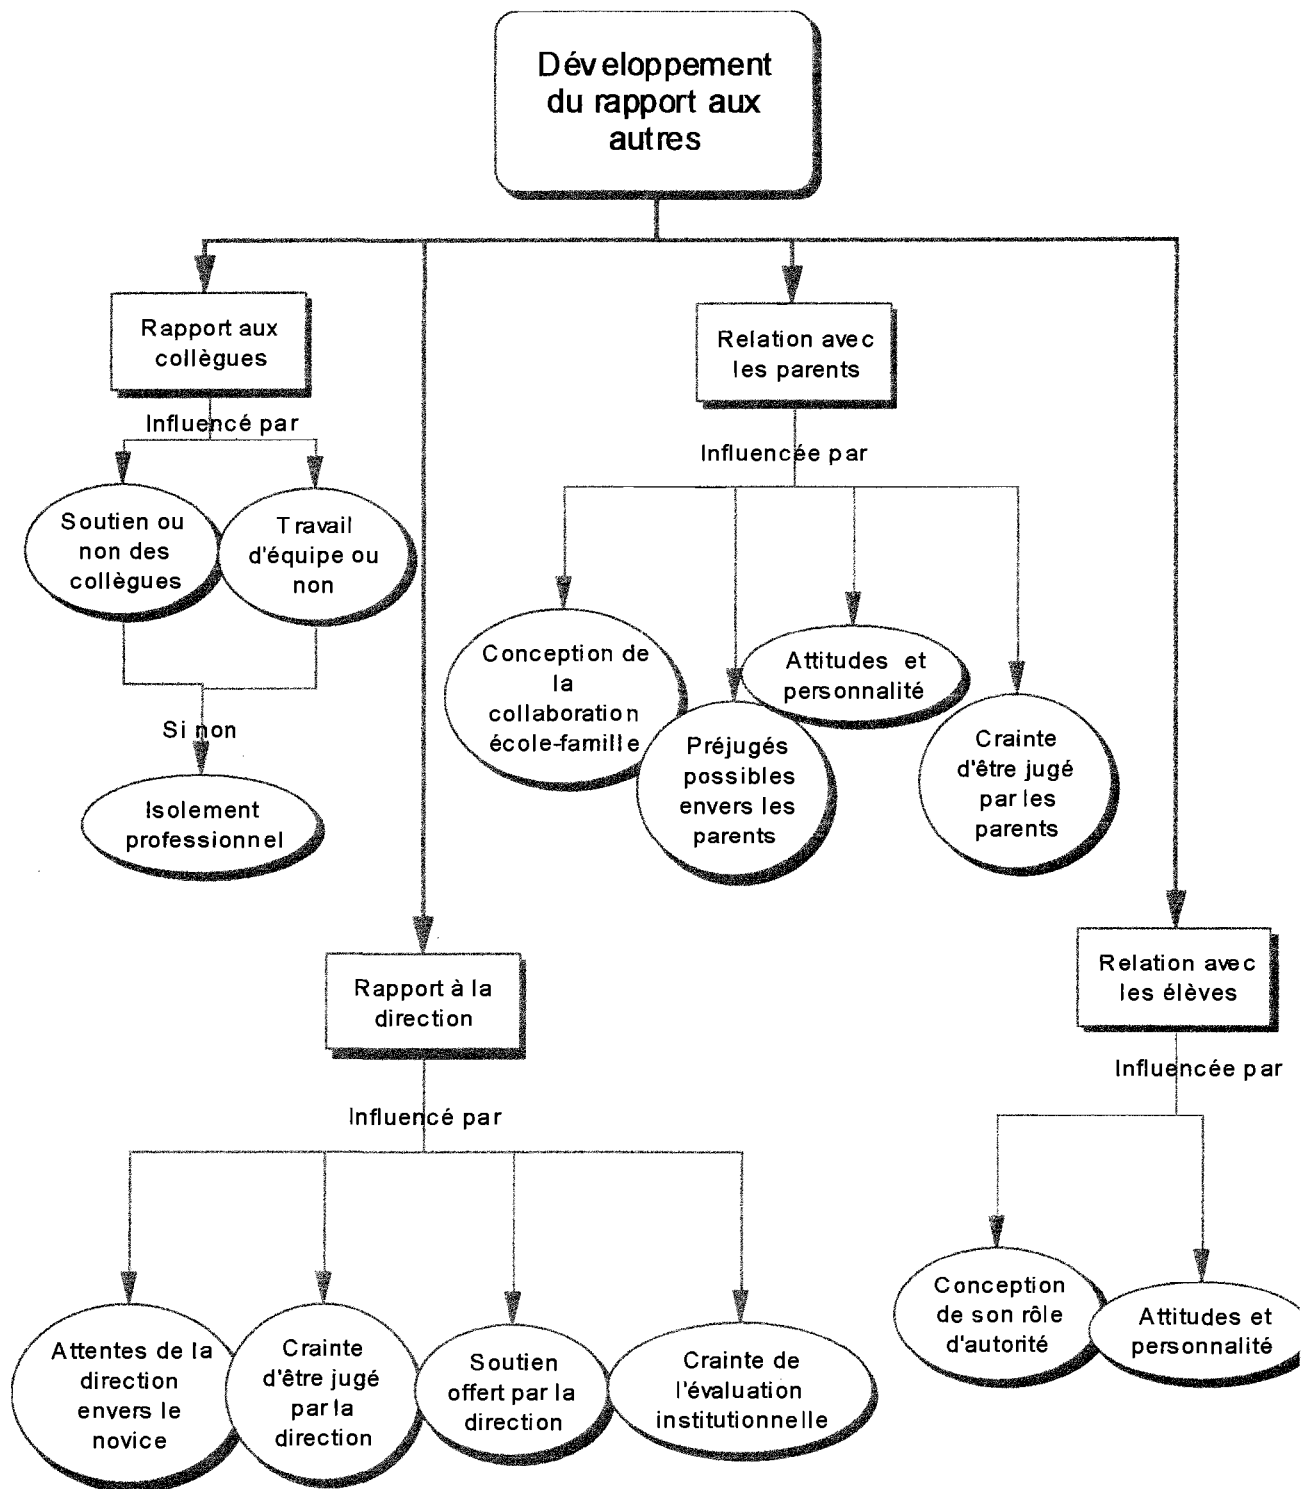 Développement
du rapport aux
autres
Rapport aux
collègues
Influencé par
Soutien ou
non des
collègues
Travail
d'équipe ou
non
Si non
Isolement
professionnel
Relation avec
les parents
Influencée par
Conception de
la
collaboration
école-famille
Préjugés
possibles
envers les
parents
Attitudes et
personnalité
Crainte
d'être jugé
par les
parents
Rapport à la
direction
Influencé par
Attentes de la
direction
envers le
novice
Crainte
d'être jugé
par la
direction
Soutien
offert par la
direction
Crainte de
l'évaluation
institutionnelle
Relation avec
les élèves
Influencée par
Conception
de son rôle
d'autorité
Attitudes et
personnalité